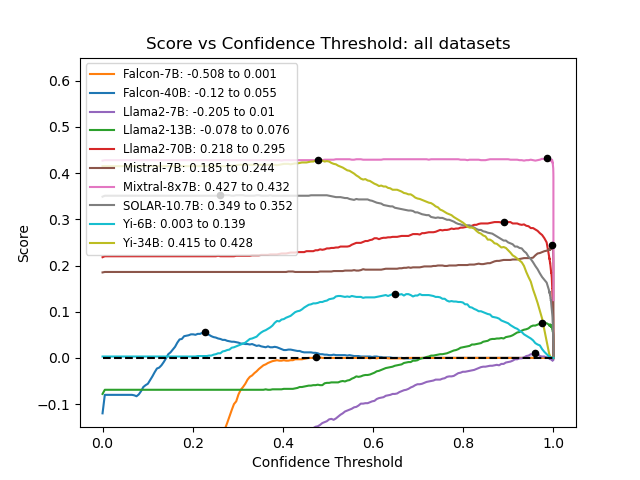 Score vs Confidence Threshold: all datasets
Falcon-7B: -0.508 to 0.001
Falcon-40B: -0.12 to 0.055
Llama2-7B: -0.205 to 0.01
Llama2-13B: -0.078 to 0.076
Llama2-70B: 0.218 to 0.295
Mistral-7B: 0.185 to 0.244
Mixtral-8x7B: 0.427 to 0.432
SOLAR-10.7B: 0.349 to 0.352
Yi-6B: 0.003 to 0.139
Yi-34B: 0.415 to 0.428
Score
0.6
0.5
0.4
0.3
0.2
0.1
0.0
−0.1
0.0 0.2 0.4 0.6 0.8 1.0
Confidence Threshold